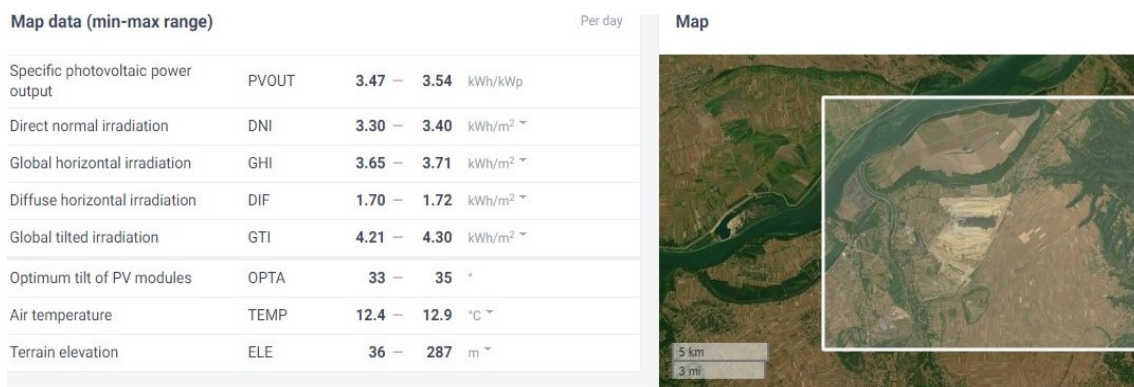 Map data (min-max range) Per day
Specific photovoltaic power
output PVOUT 3.47 — 3.54 kWh/kWp
Direct normal irradiation DNI 3.30 — 3.40 kWh/m²
Global horizontal irradiation GHI 3.65 — 3.71 kWh/m²
Diffuse horizontal irradiation DIF 1.70 — 1.72 kWh/m²
Global tilted irradiation GTI 4.21 — 4.30 kWh/m²
Optimum tilt of PV modules OPTA 33 — 35 °
Air temperature TEMP 12.4 — 12.9 °C
Terrain elevation ELE 36 — 287 m
Map
5 km
3 mi